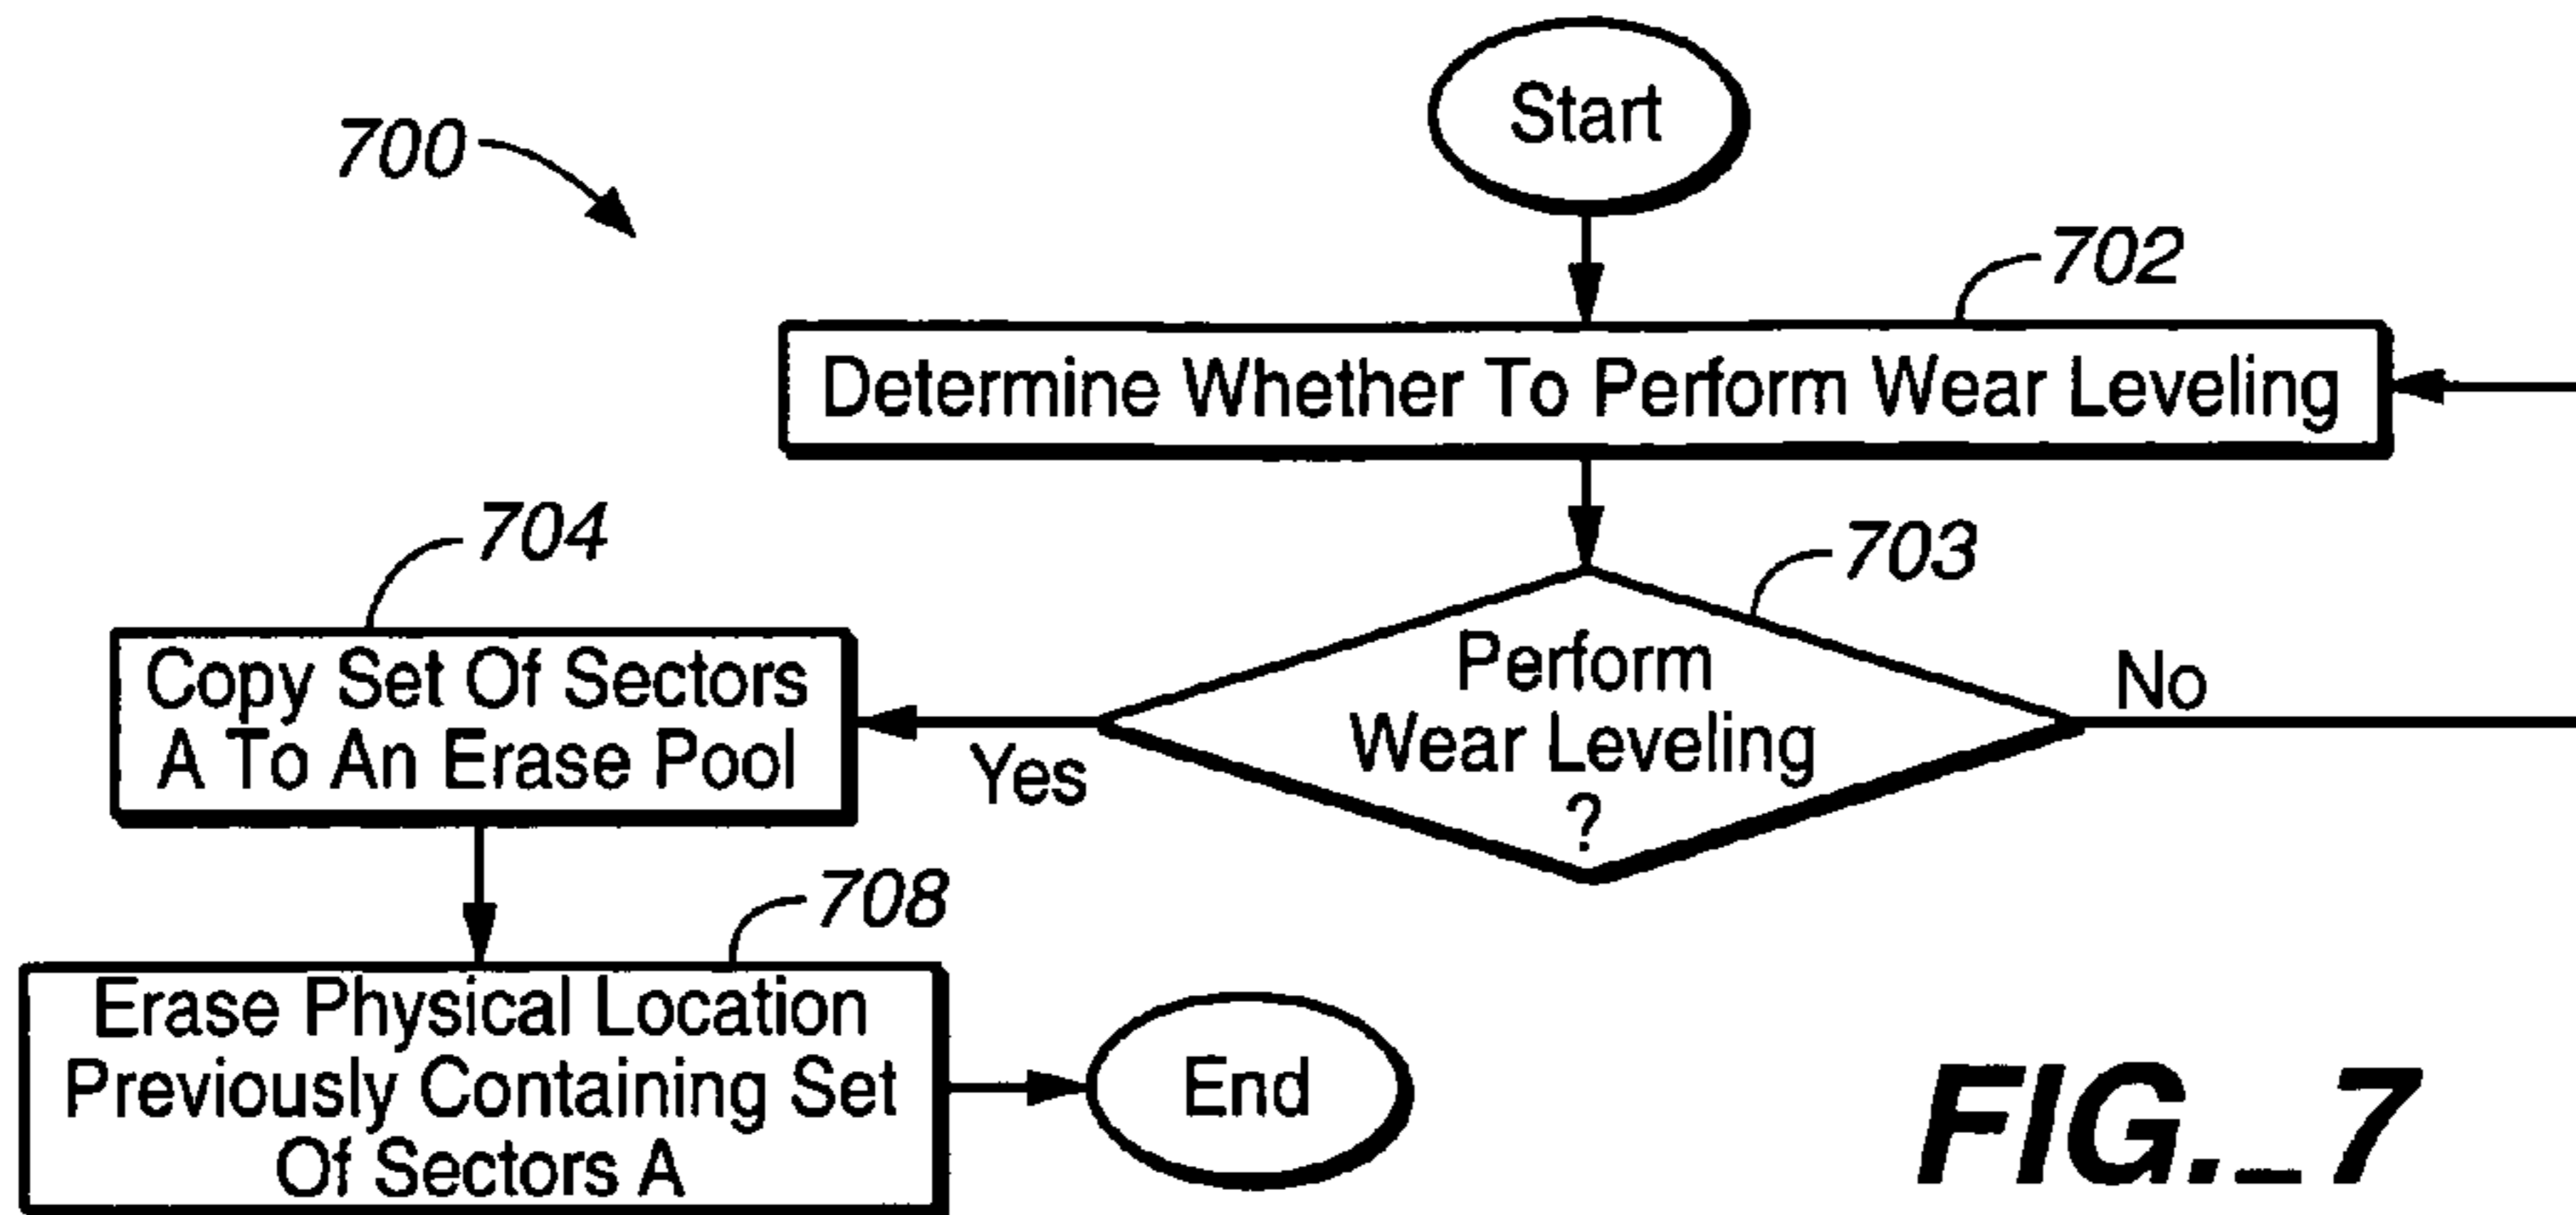 700
Start
702
Determine Whether To Perform Wear Leveling
703
Perform
Wear Leveling
?
No
Yes
704
Copy Set Of Sectors
A To An Erase Pool
708
Erase Physical Location
Previously Containing Set
Of Sectors A
End
FIG._7